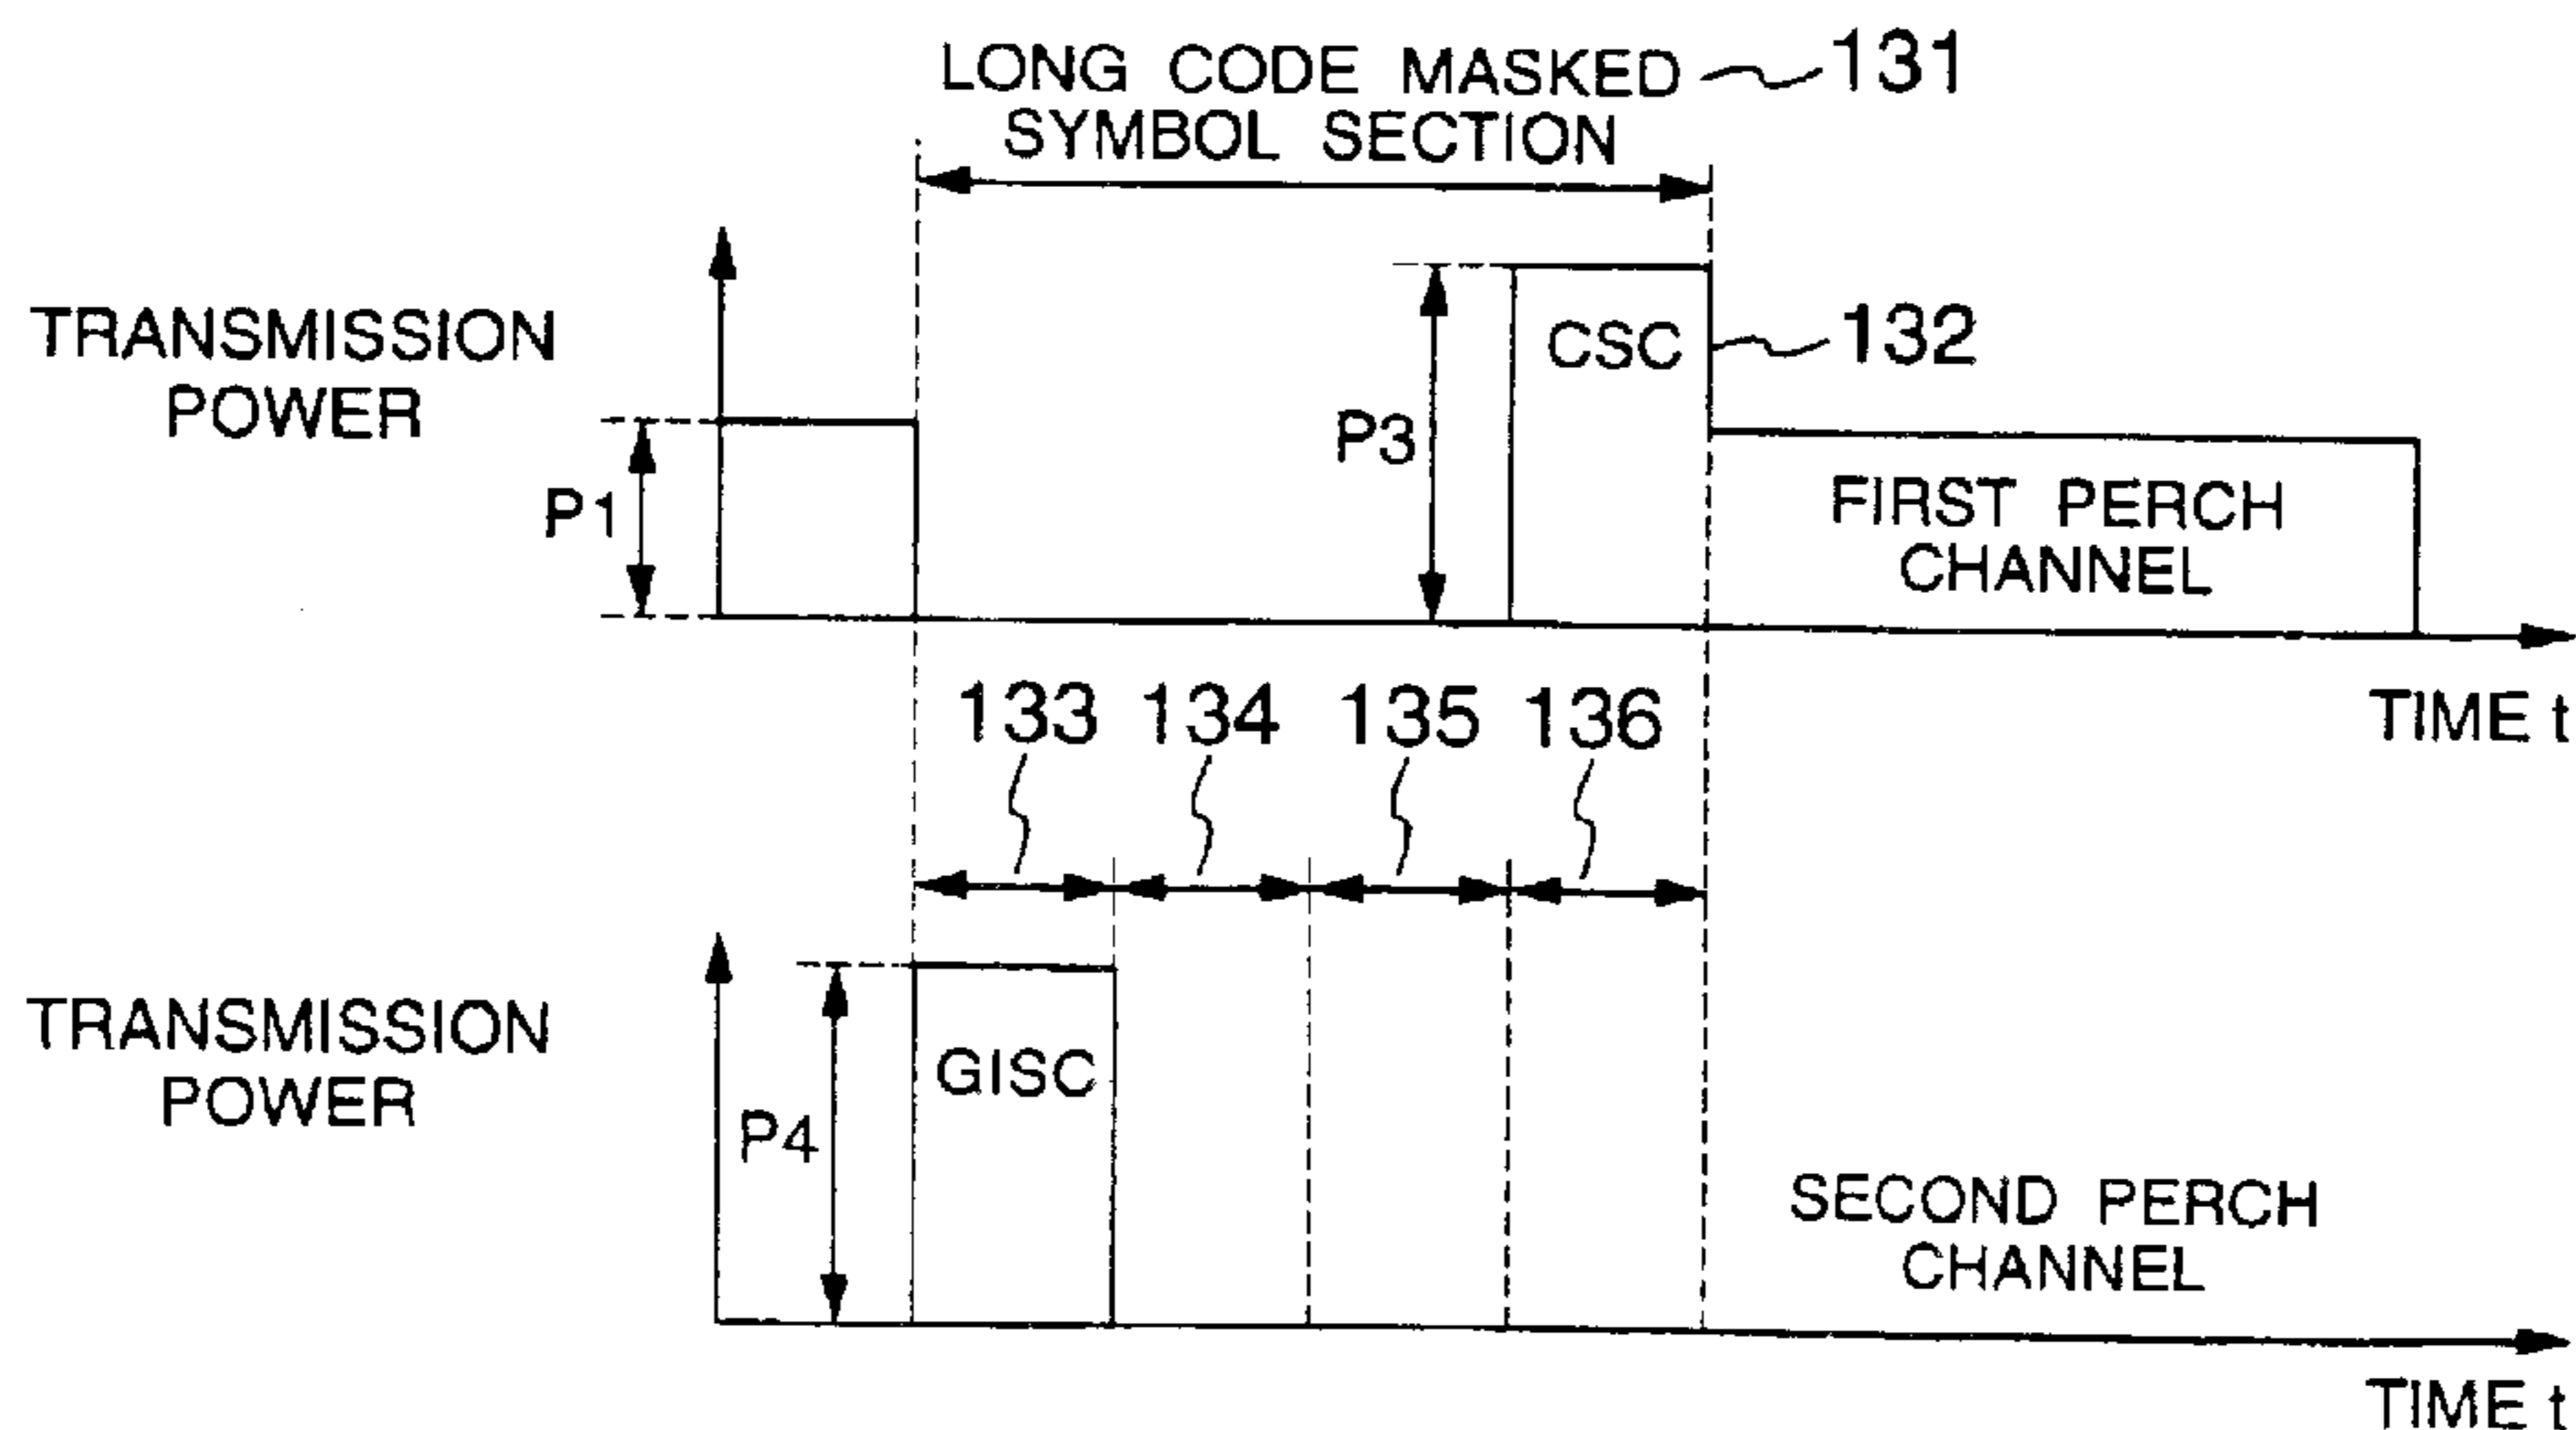 LONG CODE MASKED
SYMBOL SECTION
131
TRANSMISSION
POWER
P1
P3
CSC
132
FIRST PERCH
CHANNEL
TIME t
133
134
135
136
TRANSMISSION
POWER
P4
GISC
SECOND PERCH
CHANNEL
TIME t